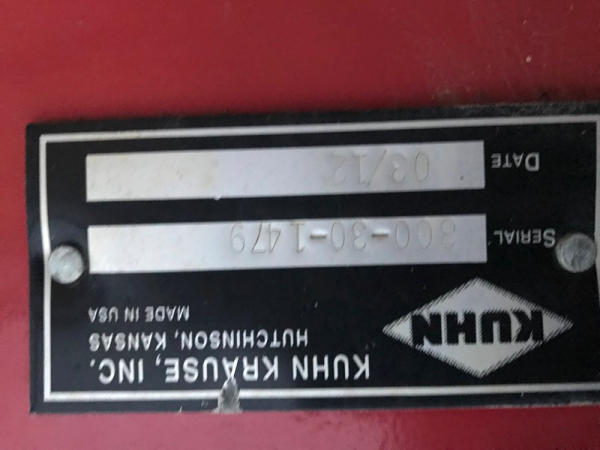 KUHN KRAUSE, INC.
HUTCHINSON, KANSAS
MADE IN USA
KUHN
SERIAL 800-30-1479
DATE 03/12